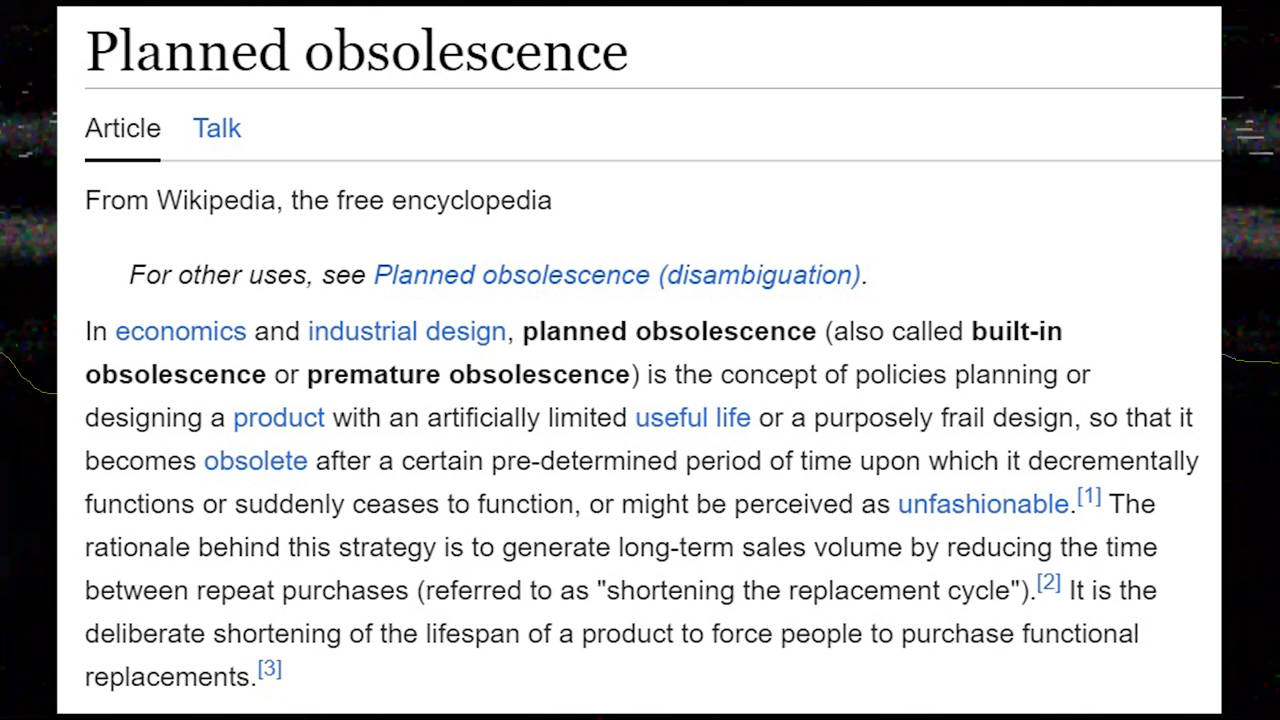 Planned obsolescence
Article Talk
From Wikipedia, the free encyclopedia
For other uses, see Planned obsolescence (disambiguation).
In economics and industrial design, planned obsolescence (also called built-in
obsolescence or premature obsolescence) is the concept of policies planning or
designing a product with an artificially limited useful life or a purposely frail design, so that it
becomes obsolete after a certain pre-determined period of time upon which it decrementally
functions or suddenly ceases to function, or might be perceived as unfashionable.[1] The
rationale behind this strategy is to generate long-term sales volume by reducing the time
between repeat purchases (referred to as "shortening the replacement cycle").[2] It is the
deliberate shortening of the lifespan of a product to force people to purchase functional
replacements.[3]